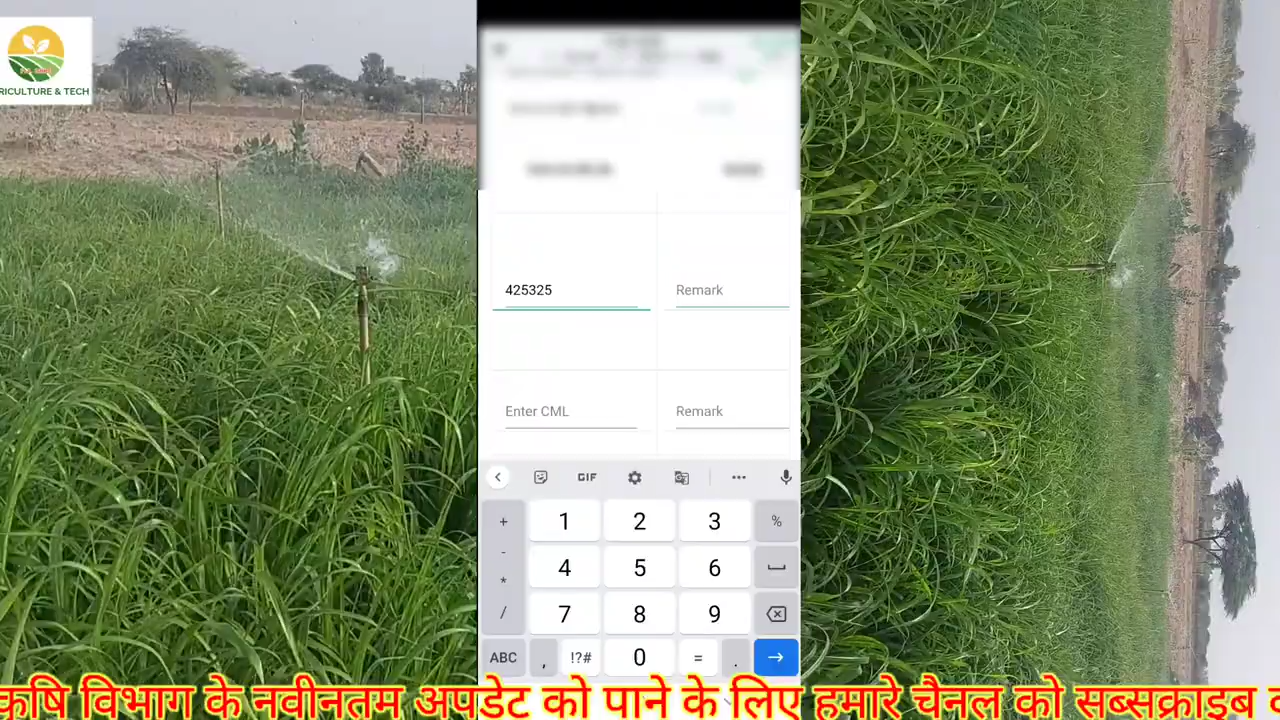 RICULTURE & TECH
425325
Remark
Enter CML
Remark
GIF
+ 1 2 3 %
-
4 5 6
*
/ 7 8 9
ABC , !?# 0 = .
कृषि विभाग के नवीनतम अपडेट को पाने के लिए हमारे चैनल को सब्सक्राइब क